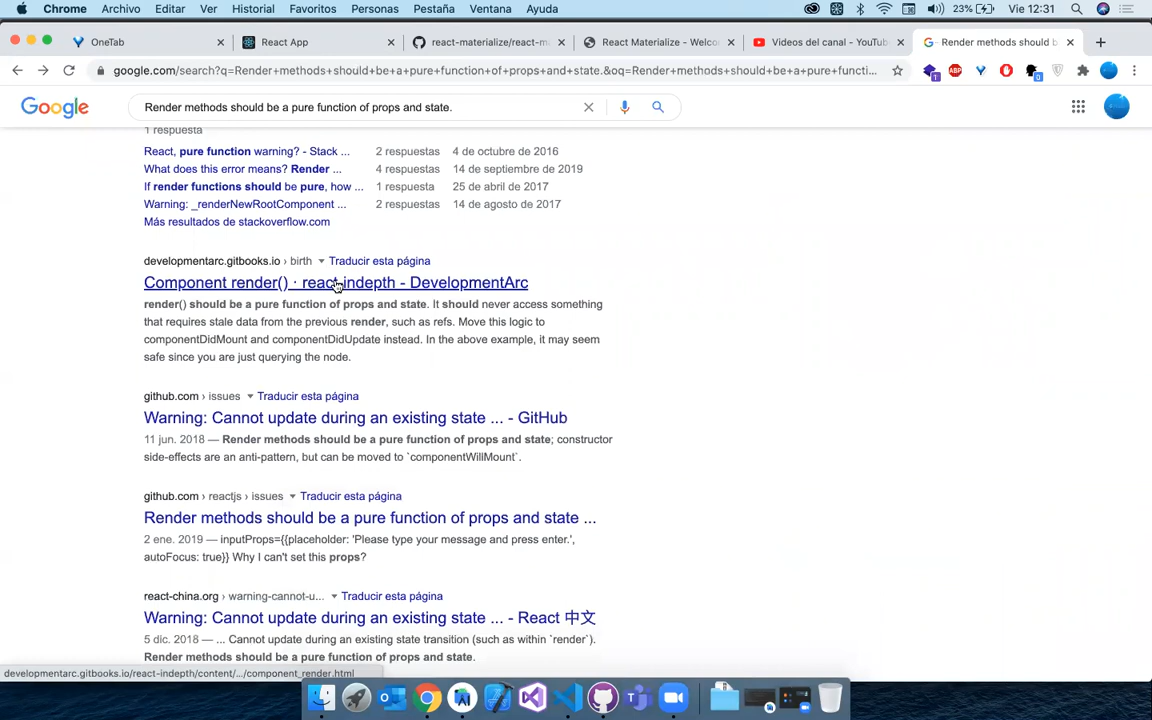 Chrome Archivo Editar Ver Historial Favoritos Personas Pestaña Ventana Ayuda 23% Vie 12:31
OneTab React App react-materialize/react-m React Materialize - Welco Videos del canal - YouTub Render methods should b
google.com/search?q=Render+methods+should+be+a+pure+function+of+props+and+state.&oq=Render+methods+should+be+a+pure+functi...
Google Render methods should be a pure function of props and state.
1 respuesta
React, pure function warning? - Stack ... 2 respuestas 4 de octubre de 2016
What does this error means? Render ... 4 respuestas 14 de septiembre de 2019
If render functions should be pure, how ... 1 respuesta 25 de abril de 2017
Warning: _renderNewRootComponent ... 2 respuestas 14 de agosto de 2017
Más resultados de stackoverflow.com
developmentarc.gitbooks.io › birth Traducir esta página
Component render() · react-indepth - DevelopmentArc
render() should be a pure function of props and state. It should never access something
that requires stale data from the previous render, such as refs. Move this logic to
componentDidMount and componentDidUpdate instead. In the above example, it may seem
safe since you are just querying the node.
github.com › issues Traducir esta página
Warning: Cannot update during an existing state ... - GitHub
11 jun. 2018 — Render methods should be a pure function of props and state; constructor
side-effects are an anti-pattern, but can be moved to `componentWillMount`.
github.com › reactjs › issues Traducir esta página
Render methods should be a pure function of props and state ...
2 ene. 2019 — inputProps={{placeholder: 'Please type your message and press enter.',
autoFocus: true}} Why I can't set this props?
react-china.org › warning-cannot-u... Traducir esta página
Warning: Cannot update during an existing state ... - React 中文
5 dic. 2018 — ... Cannot update during an existing state transition (such as within `render`).
Render methods should be a pure function of props and state.
developmentarc.gitbooks.io/react-indepth/content/.../component_render.html